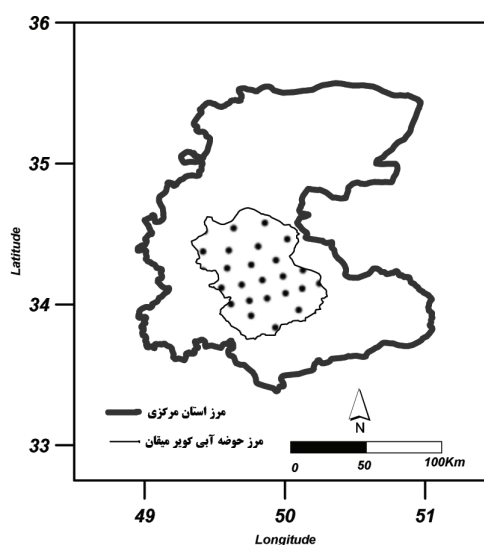 36
35
34
33
Latitude
مرز استان مرکزی
مرز حوضه آبی کویر میقان
N
0 50 100Km
49 50 51
Longitude